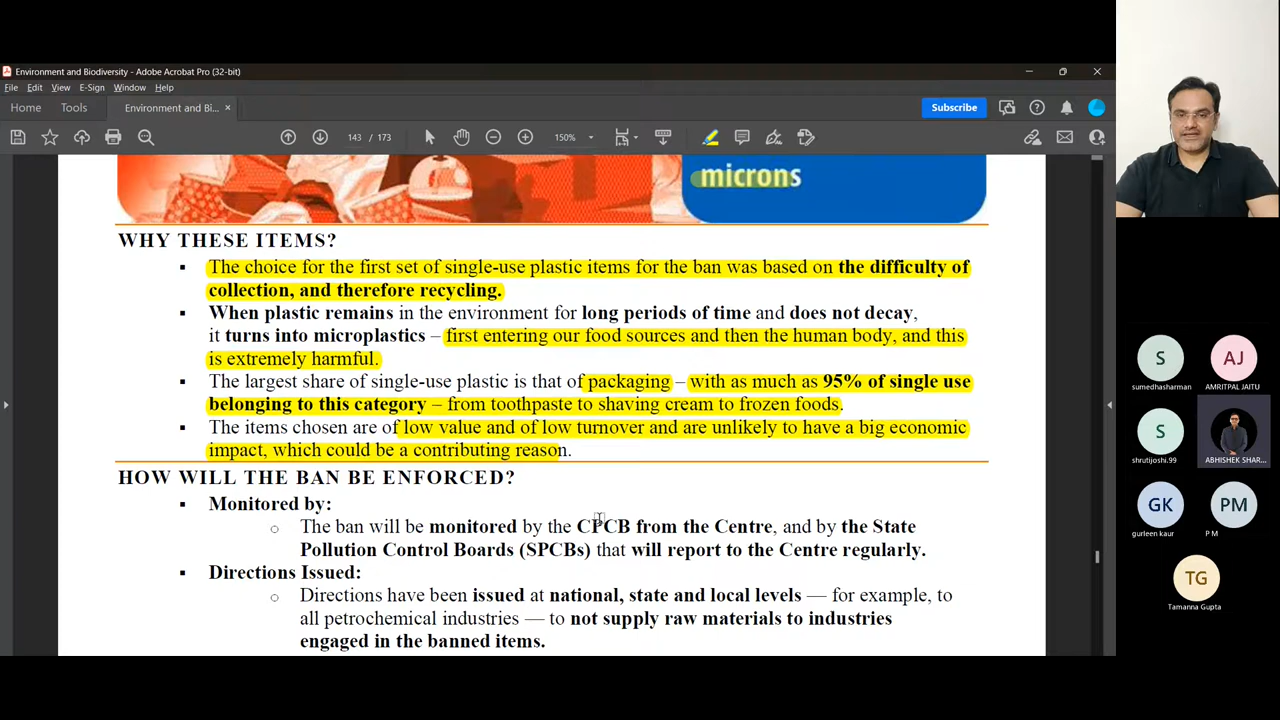 Environment and Biodiversity - Adobe Acrobat Pro (32-bit)
File Edit View E-Sign Window Help
Home Tools Environment and Bi... × Subscribe
143 / 173 150%
microns
WHY THESE ITEMS?
▪ The choice for the first set of single-use plastic items for the ban was based on the difficulty of
collection, and therefore recycling.
▪ When plastic remains in the environment for long periods of time and does not decay,
it turns into microplastics – first entering our food sources and then the human body, and this
is extremely harmful.
▪ The largest share of single-use plastic is that of packaging – with as much as 95% of single use
belonging to this category – from toothpaste to shaving cream to frozen foods.
▪ The items chosen are of low value and of low turnover and are unlikely to have a big economic
impact, which could be a contributing reason.
HOW WILL THE BAN BE ENFORCED?
▪ Monitored by:
○ The ban will be monitored by the CPCB from the Centre, and by the State
Pollution Control Boards (SPCBs) that will report to the Centre regularly.
▪ Directions Issued:
○ Directions have been issued at national, state and local levels — for example, to
all petrochemical industries — to not supply raw materials to industries
engaged in the banned items.
S AJ
sumedhasharman AMRITPAL JAITU
S
shrutijoshi.99 ABHISHEK SHAR...
GK PM
gurleen kaur P M
TG
Tamanna Gupta